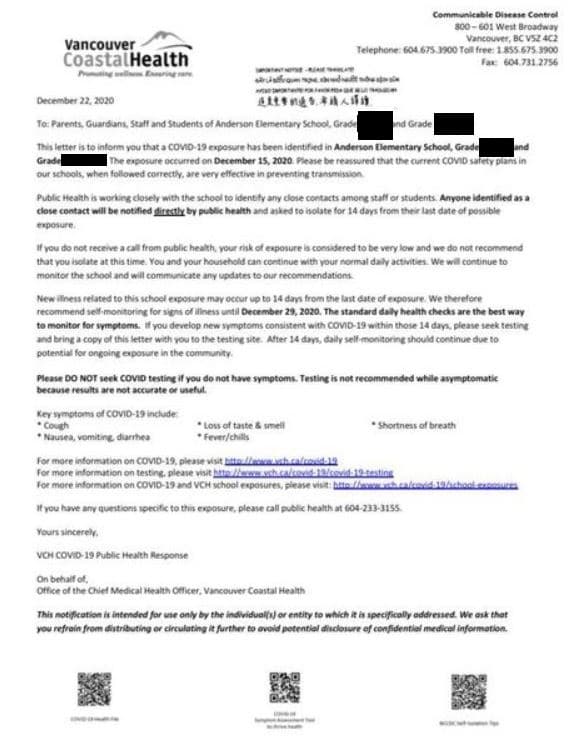 Communicable Disease Control
800 – 601 West Broadway
Vancouver, BC V5Z 4C2
Telephone: 604.675.3900 Toll free: 1.855.675.3900
Fax: 604.731.2756
Vancouver
CoastalHealth
Promoting wellness. Ensuring care.
IMPORTANT NOTICE - PLEASE TRANSLATE
December 22, 2020
To: Parents, Guardians, Staff and Students of Anderson Elementary School, Grade and Grade
This letter is to inform you that a COVID-19 exposure has been identified in Anderson Elementary School, Grade and
Grade The exposure occurred on December 15, 2020. Please be reassured that the current COVID safety plans in
our schools, when followed correctly, are very effective in preventing transmission.
Public Health is working closely with the school to identify any close contacts among staff or students. Anyone identified as a
close contact will be notified directly by public health and asked to isolate for 14 days from their last date of possible
exposure.
If you do not receive a call from public health, your risk of exposure is considered to be very low and we do not recommend
that you isolate at this time. You and your household can continue with your normal daily activities. We will continue to
monitor the school and will communicate any updates to our recommendations.
New illness related to this school exposure may occur up to 14 days from the last date of exposure. We therefore
recommend self-monitoring for signs of illness until December 29, 2020. The standard daily health checks are the best way
to monitor for symptoms. If you develop new symptoms consistent with COVID-19 within those 14 days, please seek testing
and bring a copy of this letter with you to the testing site. After 14 days, daily self-monitoring should continue due to
potential for ongoing exposure in the community.
Please DO NOT seek COVID testing if you do not have symptoms. Testing is not recommended while asymptomatic
because results are not accurate or useful.
Key symptoms of COVID-19 include:
* Cough * Loss of taste & smell * Shortness of breath
* Nausea, vomiting, diarrhea * Fever/chills
For more information on COVID-19, please visit http://www.vch.ca/covid-19
For more information on testing, please visit http://www.vch.ca/covid-19/covid-19-testing
For more information on COVID-19 and VCH school exposures, please visit: http://www.vch.ca/covid-19/school-exposures
If you have any questions specific to this exposure, please call public health at 604-233-3155.
Yours sincerely,
VCH COVID-19 Public Health Response
On behalf of,
Office of the Chief Medical Health Officer, Vancouver Coastal Health
This notification is intended for use only by the individual(s) or entity to which it is specifically addressed. We ask that
you refrain from distributing or circulating it further to avoid potential disclosure of confidential medical information.
COVID-19 Health File
COVID-19
Symptom Assessment Tool
BCCDC Self-Isolation Tips